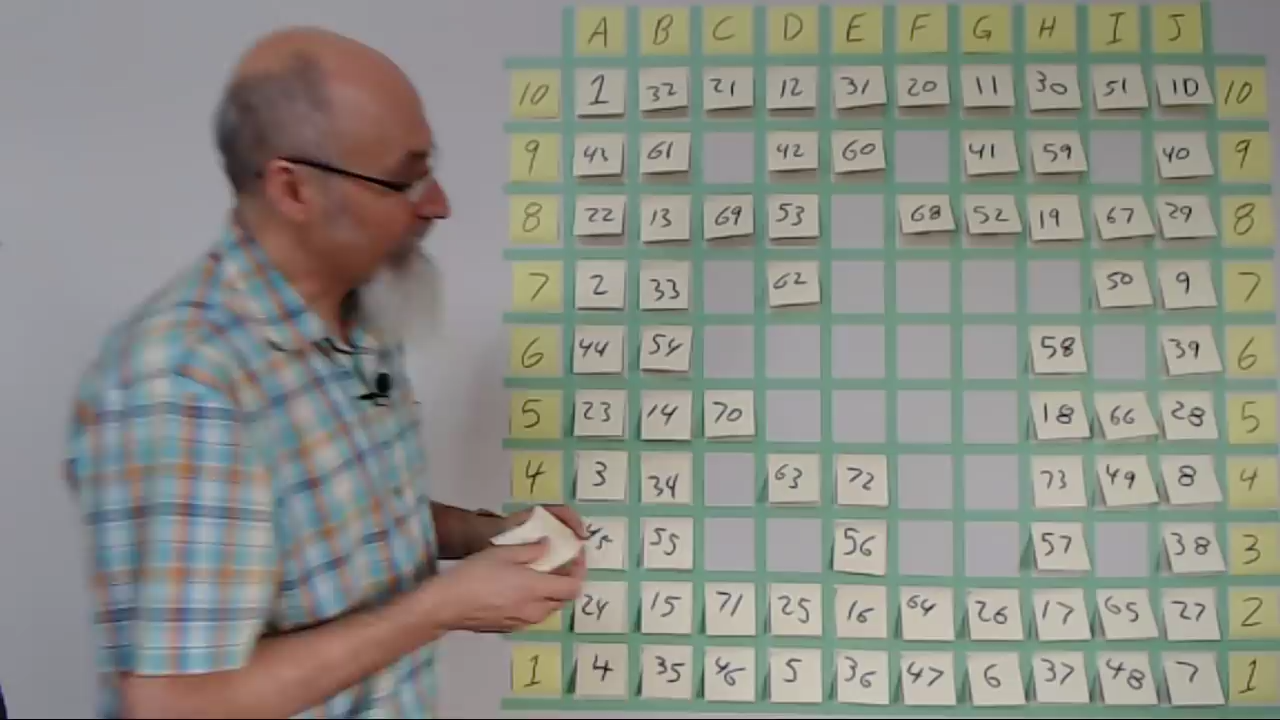 A B C D E F G H I J
10 1 32 21 12 31 20 11 30 51 10 10
9 43 61 42 60 41 59 40 9
8 22 13 69 53 68 52 19 67 29 8
7 2 33 62 50 9 7
6 44 54 58 39 6
5 23 14 70 18 66 28 5
4 3 34 63 72 73 49 8 4
45 55 56 57 38 3
24 15 71 25 16 64 26 17 65 27 2
1 4 35 46 5 36 47 6 37 48 7 1